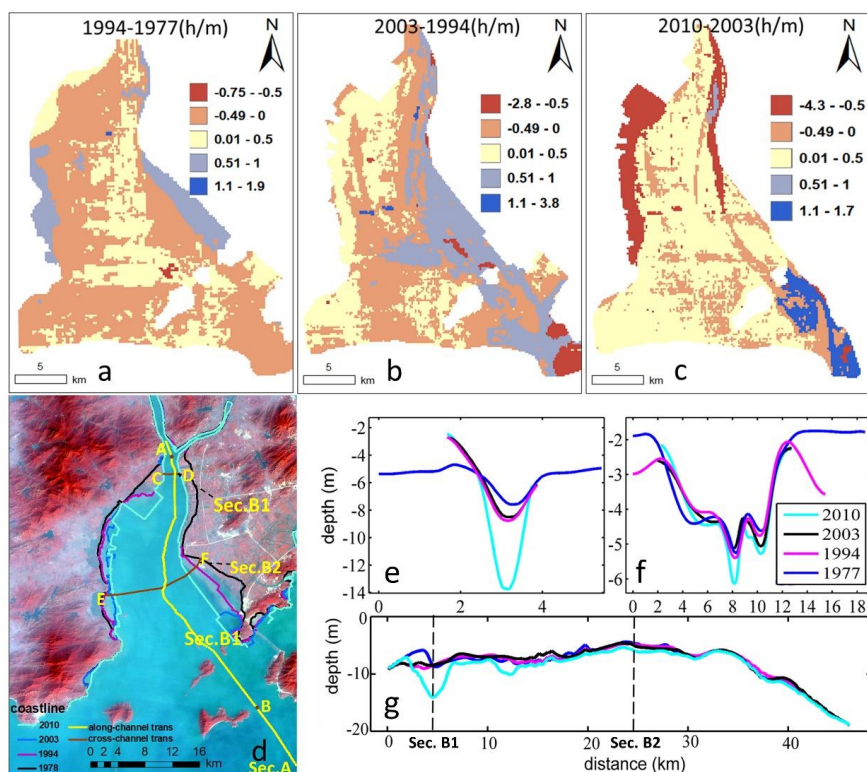 1994-1977(h/m)
N
-0.75 - -0.5
-0.49 - 0
0.01 - 0.5
0.51 - 1
1.1 - 1.9
5
km
a
2003-1994(h/m)
N
-2.8 - -0.5
-0.49 - 0
0.01 - 0.5
0.51 - 1
1.1 - 3.8
5
km
b
2010-2003(h/m)
N
-4.3 - -0.5
-0.49 - 0
0.01 - 0.5
0.51 - 1
1.1 - 1.7
5
km
c
A
C D
Sec.B1
F
Sec.B2
E
Sec.B1
B
coastline
2010 along-channel trans
2003 cross-channel trans
1994 0 2 4 8 12 16
1978 km
d
Sec.A
depth (m)
-2
-4
-6
-8
-10
-12
-14
0 2 4
e
-2
-3
-4
-5
-6
0 2 4 6 8 10 12 14 16 18
f
2010
2003
1994
1977
depth (m)
0
-10
-20
g
0 10 20 30 40
Sec. B1 Sec. B2
distance (km)